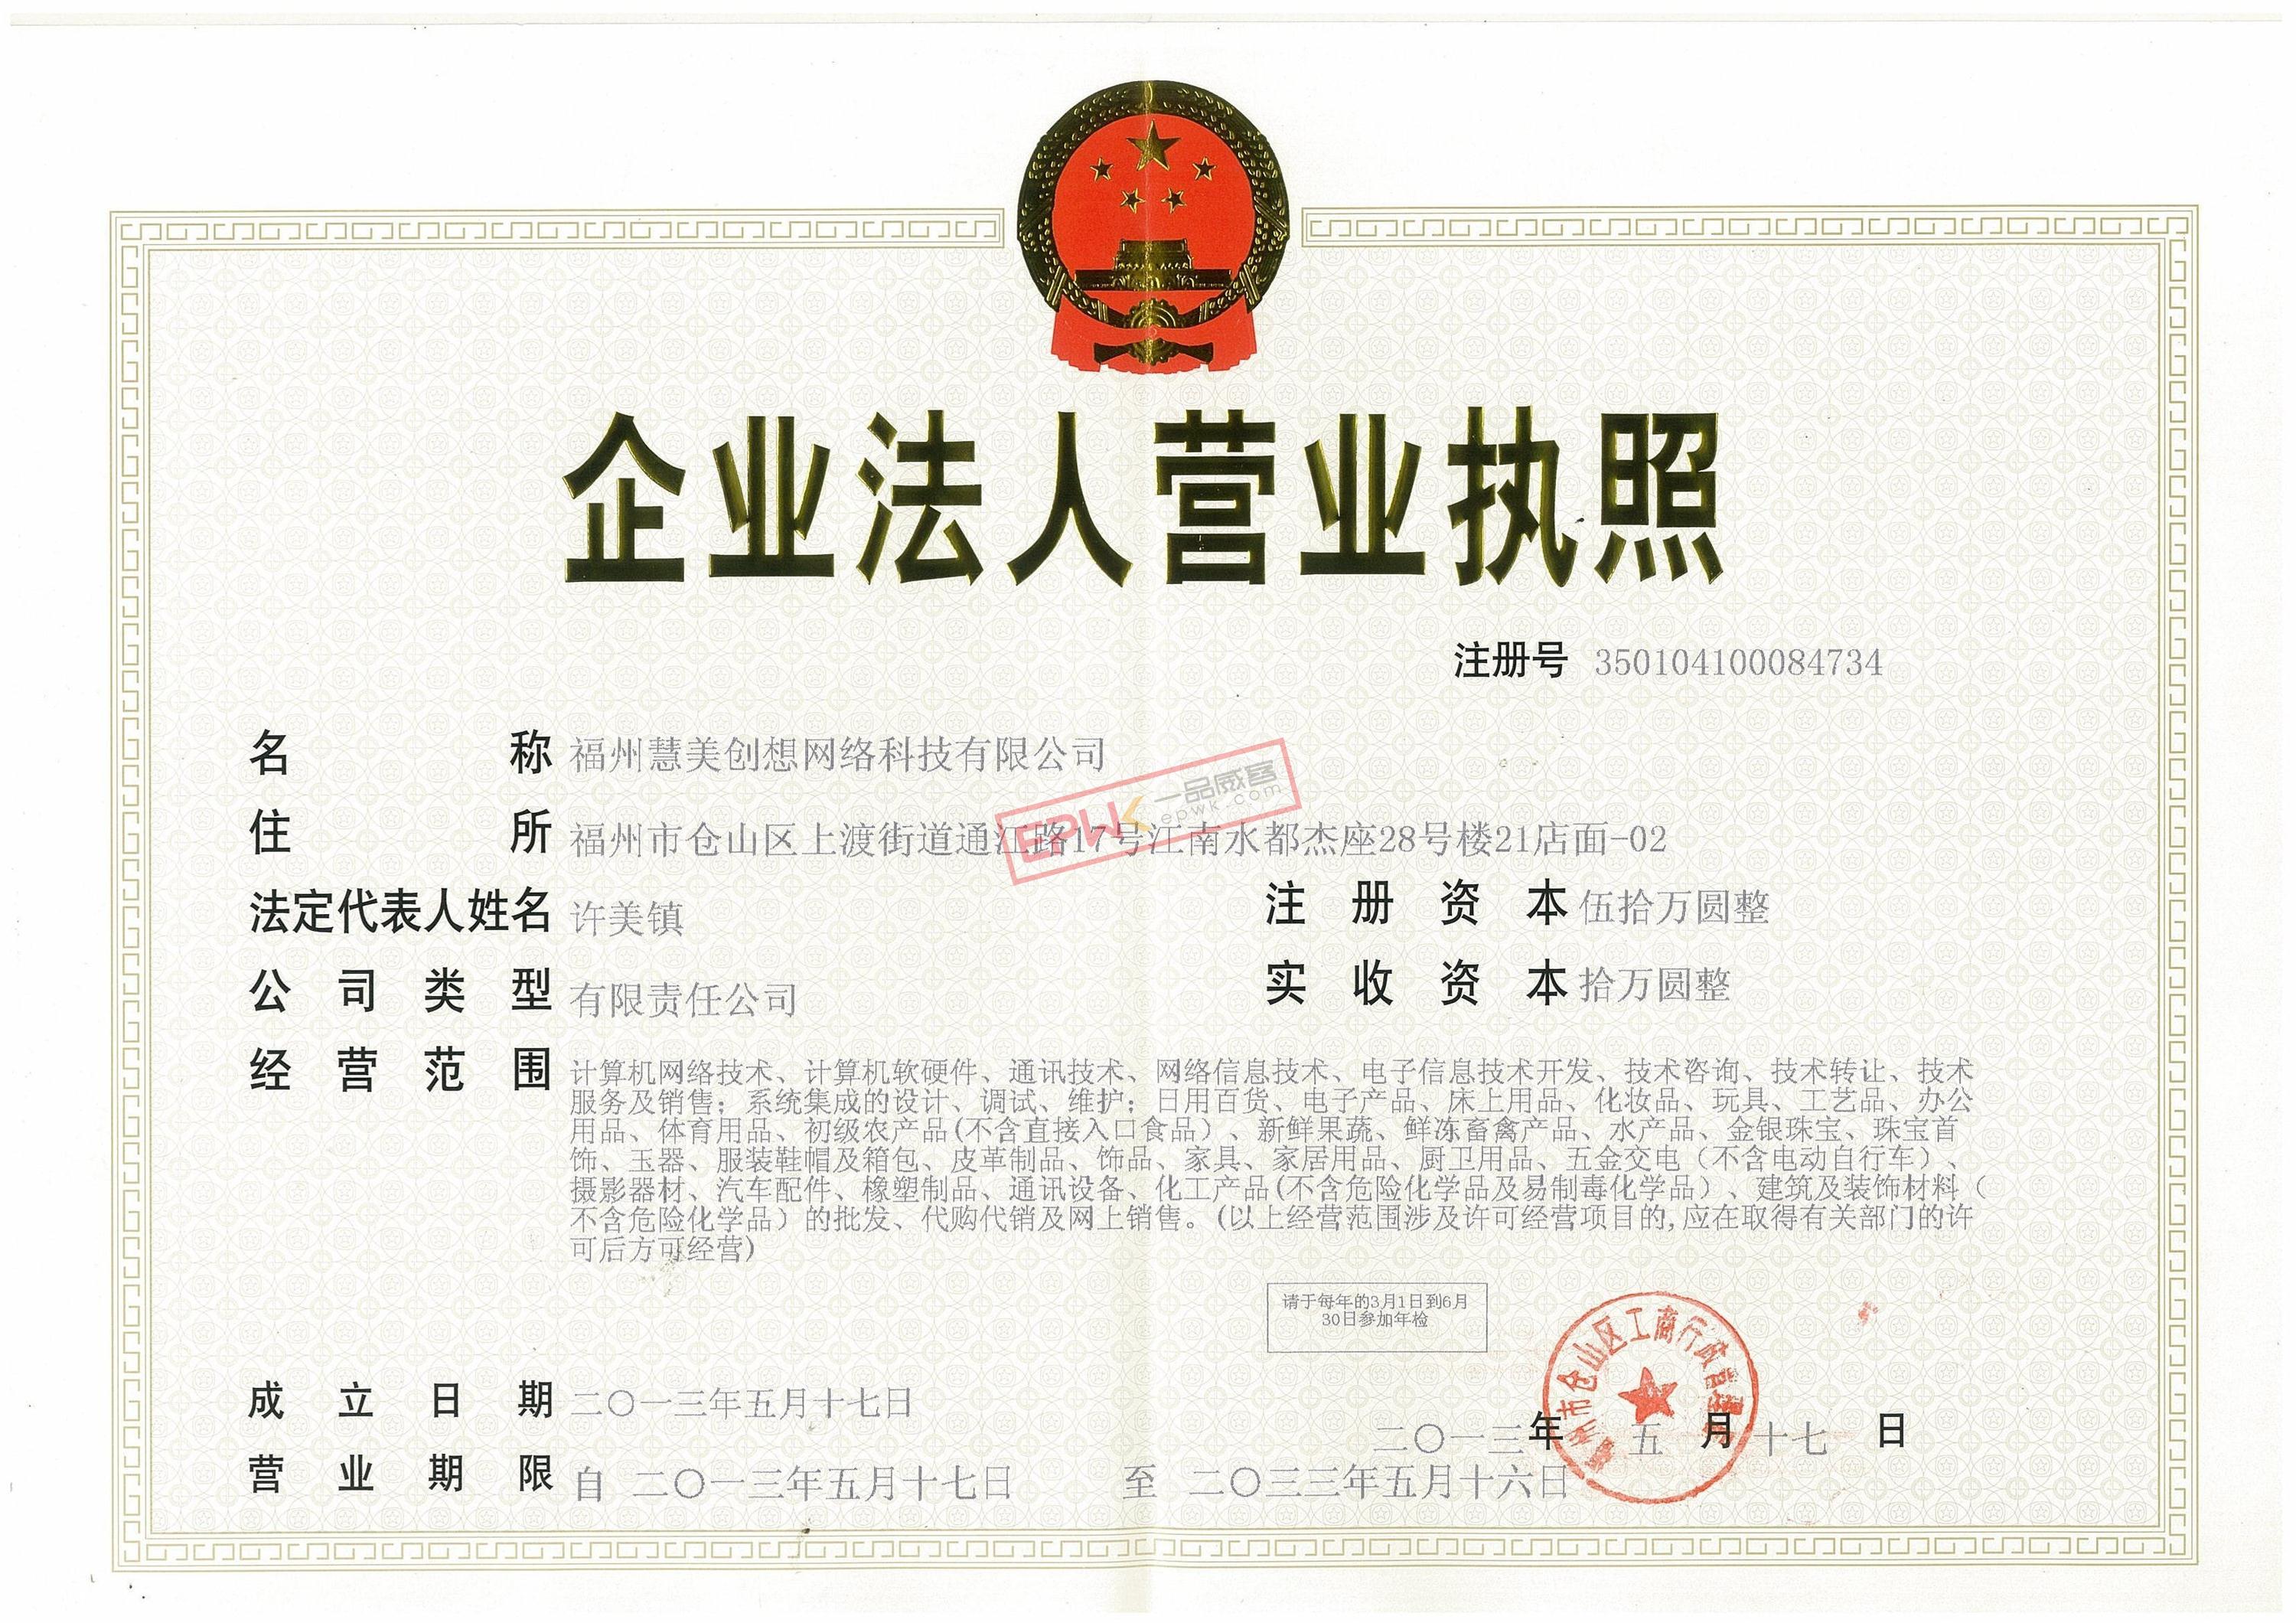 企业法人营业执照
注册号 350104100084734
名称 福州慧美创想网络科技有限公司
EPWK 一品威客
epwk.com
住所 福州市仓山区上渡街道通江路17号江南水都杰座28号楼21店面-02
法定代表人姓名 许美镇
注册资本 伍拾万圆整
公司类型 有限责任公司
实收资本 拾万圆整
经营范围 计算机网络技术、计算机软硬件、通讯技术、网络信息技术、电子信息技术开发、技术咨询、技术转让、技术
服务及销售；系统集成的设计、调试、维护；日用百货、电子产品、床上用品、化妆品、玩具、工艺品、办公
用品、体育用品、初级农产品(不含直接入口食品）、新鲜果蔬、鲜冻畜禽产品、水产品、金银珠宝、珠宝首
饰、玉器、服装鞋帽及箱包、皮革制品、饰品、家具、家居用品、厨卫用品、五金交电（不含电动自行车）、
摄影器材、汽车配件、橡塑制品、通讯设备、化工产品(不含危险化学品及易制毒化学品）、建筑及装饰材料（
不含危险化学品）的批发、代购代销及网上销售。(以上经营范围涉及许可经营项目的,应在取得有关部门的许
可后方可经营)
请于每年的3月1日到6月
30日参加年检
福州市仓山区工商行政管理局
成立日期 二〇一三年五月十七日
二〇一三年五月十七日
营业期限 自 二〇一三年五月十七日 至 二〇三三年五月十六日